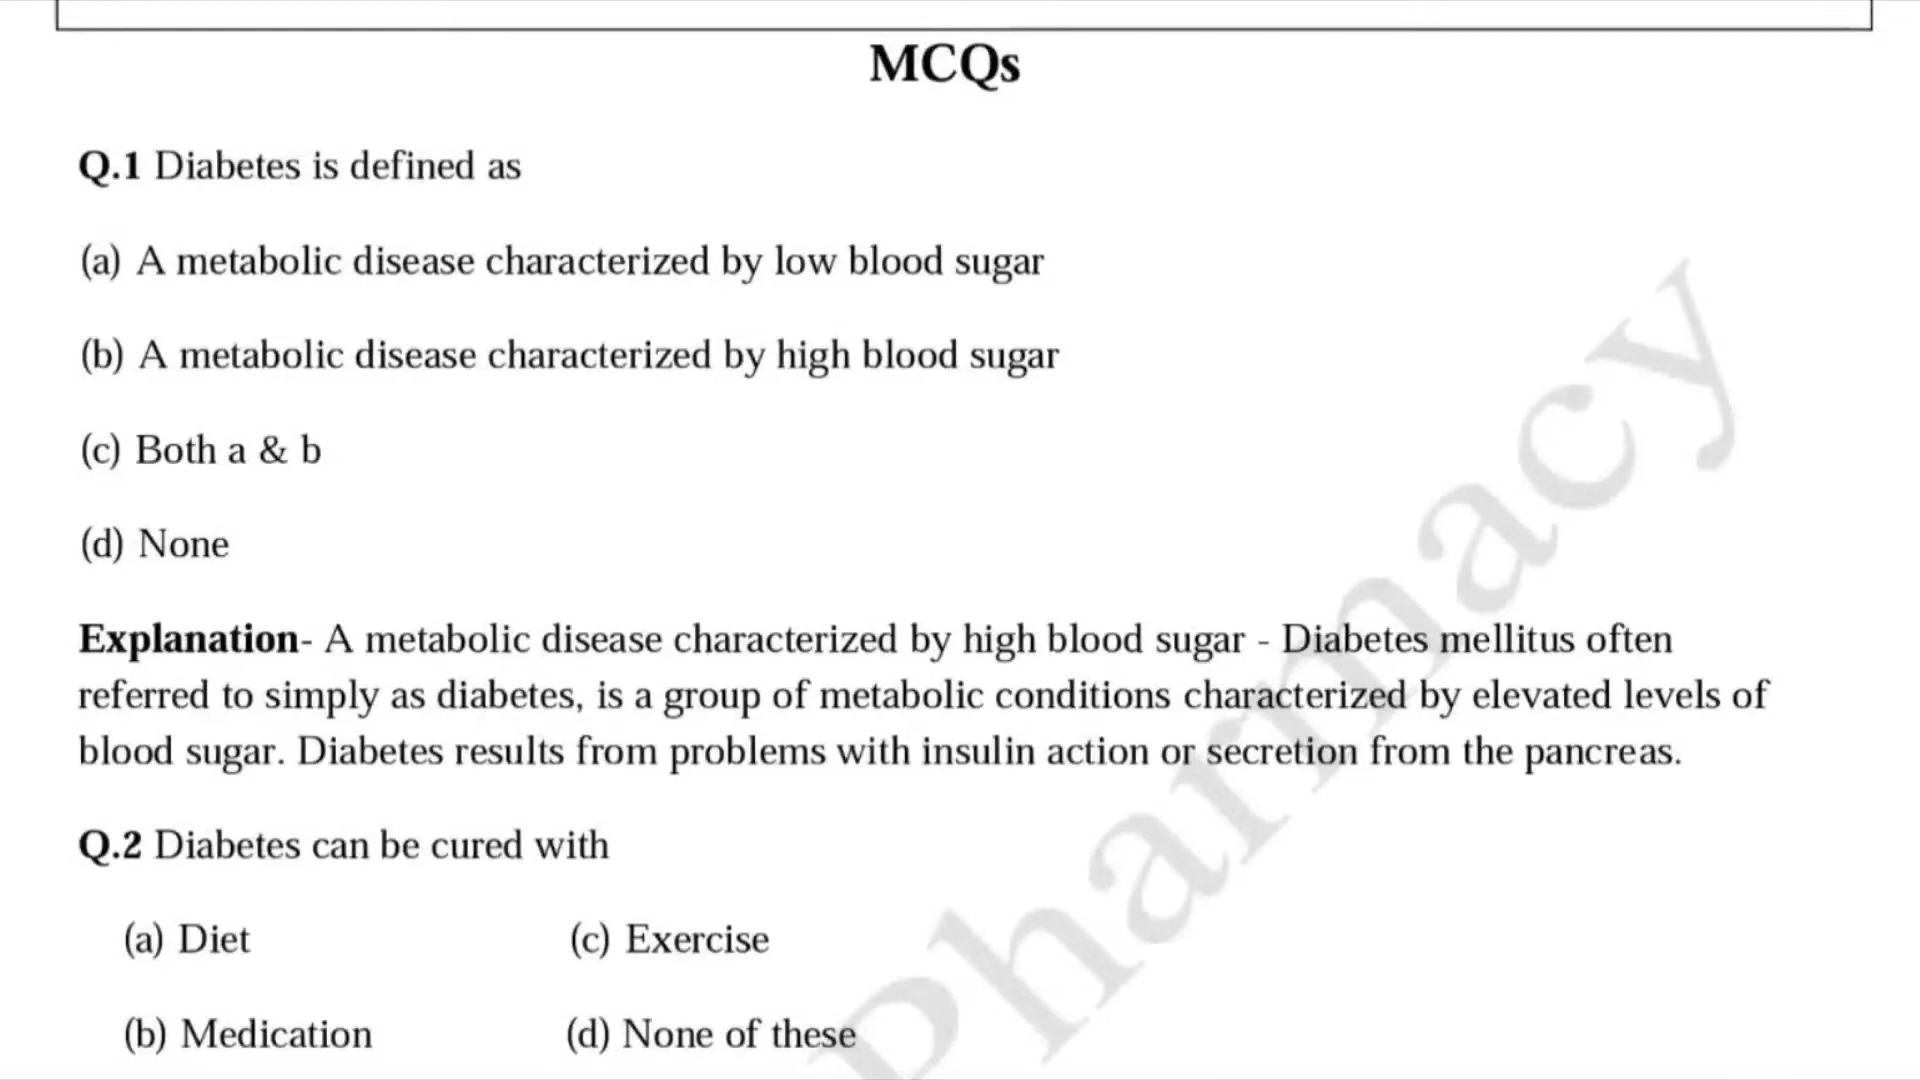 MCQs
Q.1 Diabetes is defined as
(a) A metabolic disease characterized by low blood sugar
(b) A metabolic disease characterized by high blood sugar
(c) Both a & b
(d) None
Explanation- A metabolic disease characterized by high blood sugar - Diabetes mellitus often
referred to simply as diabetes, is a group of metabolic conditions characterized by elevated levels of
blood sugar. Diabetes results from problems with insulin action or secretion from the pancreas.
Q.2 Diabetes can be cured with
(a) Diet (c) Exercise
(b) Medication (d) None of these
Pharmacy